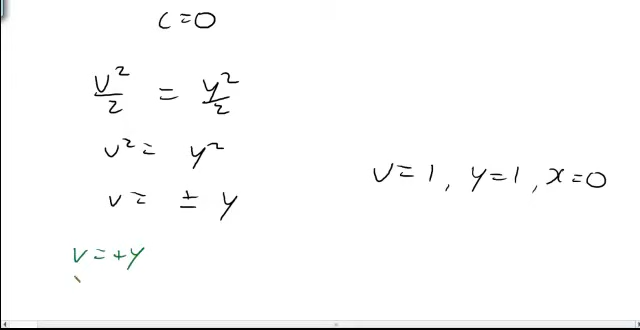 c=0
v²/2 = y²/2
v² = y²
v = ± y
v=1, y=1, x=0
v=+y